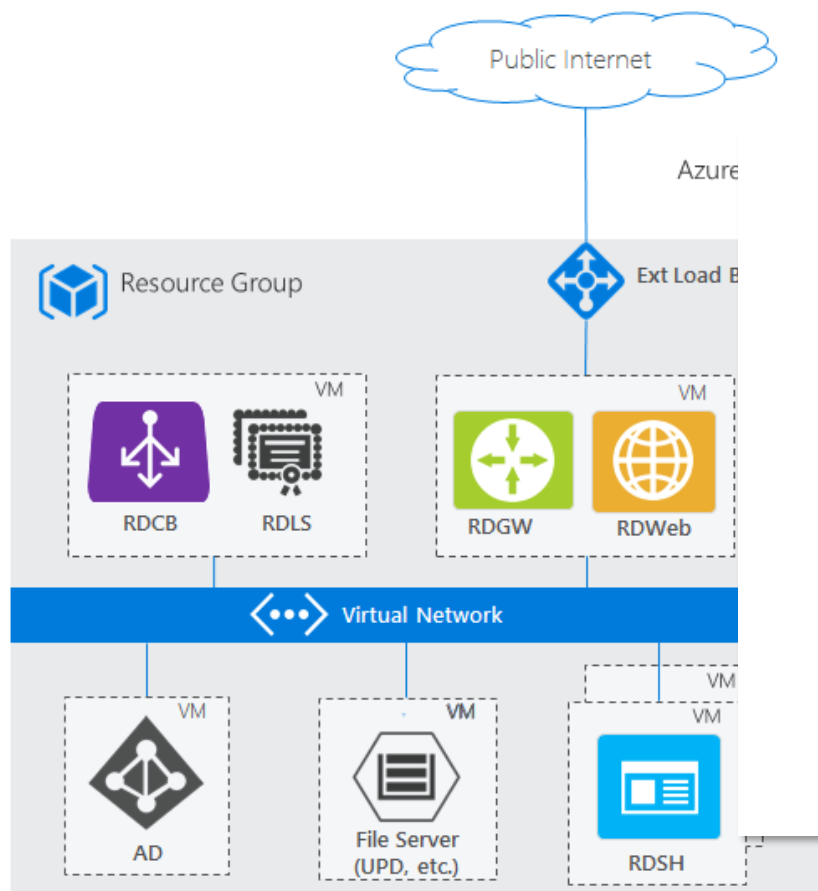 Public Internet
Azure
Resource Group
Ext Load B
VM
RDCB
RDLS
VM
RDGW
RDWeb
Virtual Network
VM
AD
VM
File Server
(UPD, etc.)
VM
VM
RDSH